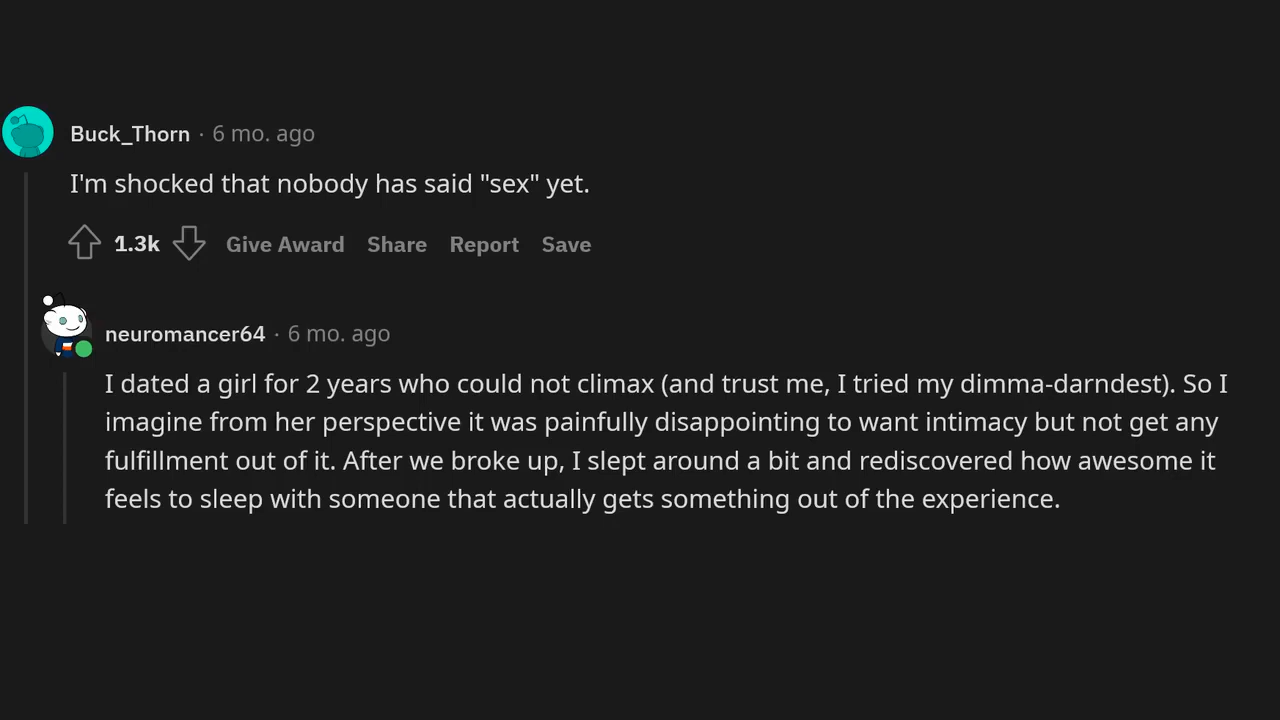 Buck_Thorn · 6 mo. ago
I'm shocked that nobody has said "sex" yet.
1.3k Give Award Share Report Save
neuromancer64 · 6 mo. ago
I dated a girl for 2 years who could not climax (and trust me, I tried my dimma-darndest). So I
imagine from her perspective it was painfully disappointing to want intimacy but not get any
fulfillment out of it. After we broke up, I slept around a bit and rediscovered how awesome it
feels to sleep with someone that actually gets something out of the experience.